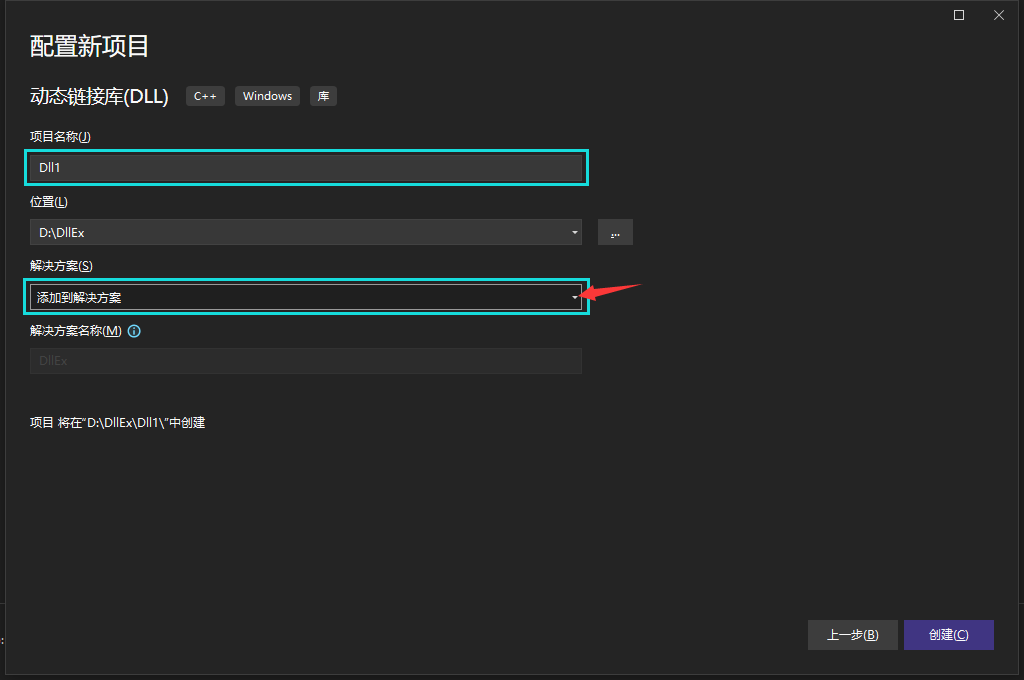 配置新项目
动态链接库(DLL) C++ Windows 库
项目名称(J)
Dll1
位置(L)
D:\DllEx ...
解决方案(S)
添加到解决方案
解决方案名称(M)
DllEx
项目 将在"D:\DllEx\Dll1\"中创建
上一步(B) 创建(C)